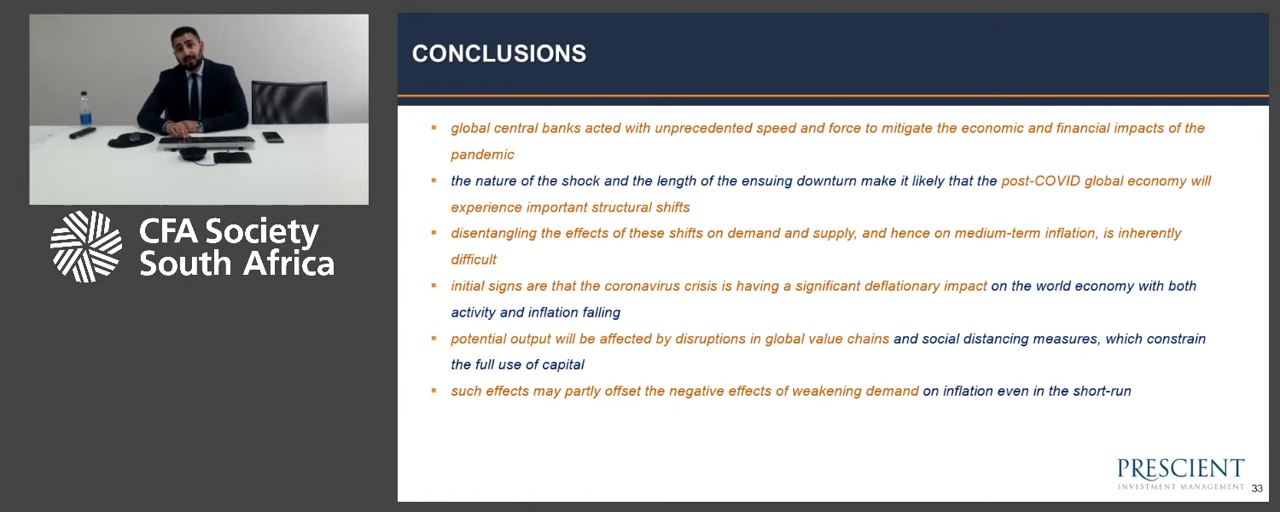 CFA Society
South Africa
CONCLUSIONS
global central banks acted with unprecedented speed and force to mitigate the economic and financial impacts of the
pandemic
the nature of the shock and the length of the ensuing downturn make it likely that the post-COVID global economy will
experience important structural shifts
disentangling the effects of these shifts on demand and supply, and hence on medium-term inflation, is inherently
difficult
initial signs are that the coronavirus crisis is having a significant deflationary impact on the world economy with both
activity and inflation falling
potential output will be affected by disruptions in global value chains and social distancing measures, which constrain
the full use of capital
such effects may partly offset the negative effects of weakening demand on inflation even in the short-run
PRESCIENT
INVESTMENT MANAGEMENT
33